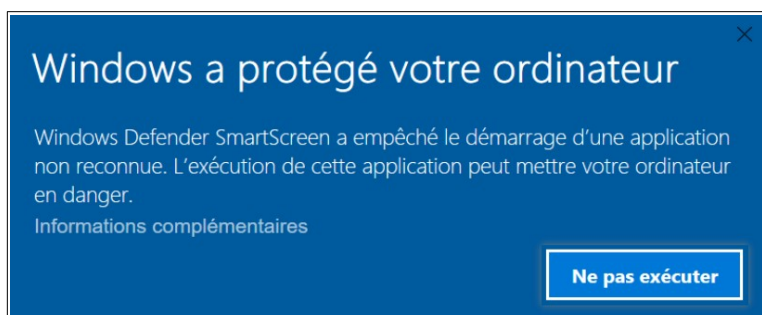 Windows a protégé votre ordinateur
Windows Defender SmartScreen a empêché le démarrage d'une application
non reconnue. L'exécution de cette application peut mettre votre ordinateur
en danger.
Informations complémentaires
Ne pas exécuter